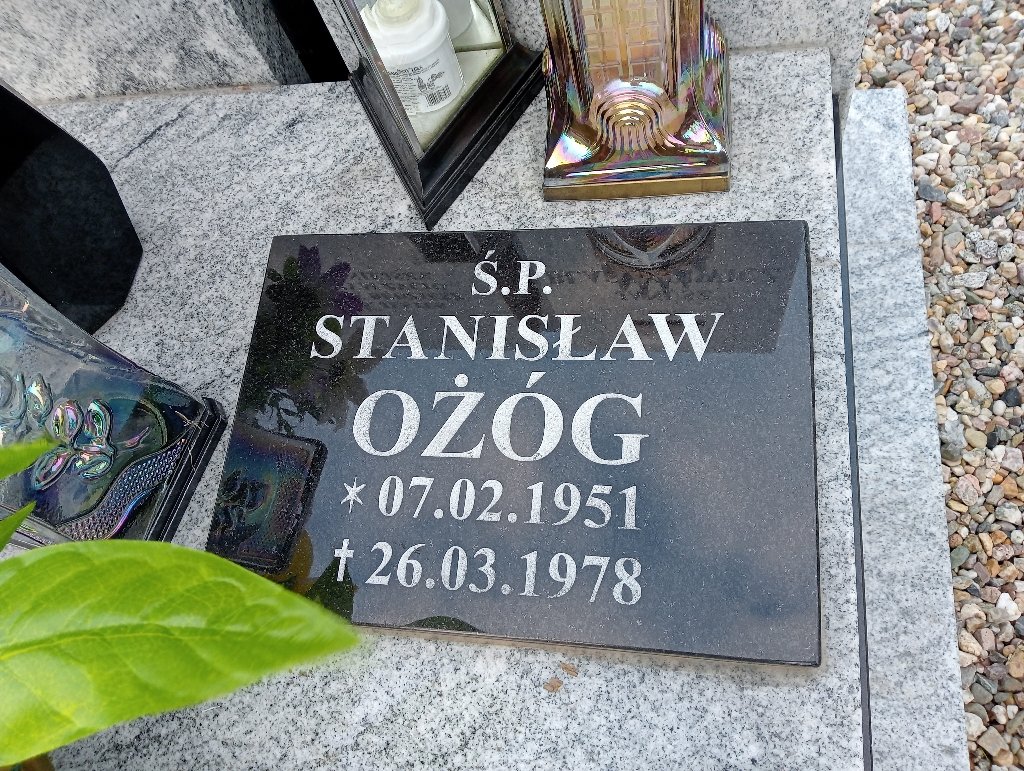 Ś.P.
STANISŁAW
OŻÓG
* 07.02.1951
† 26.03.1978